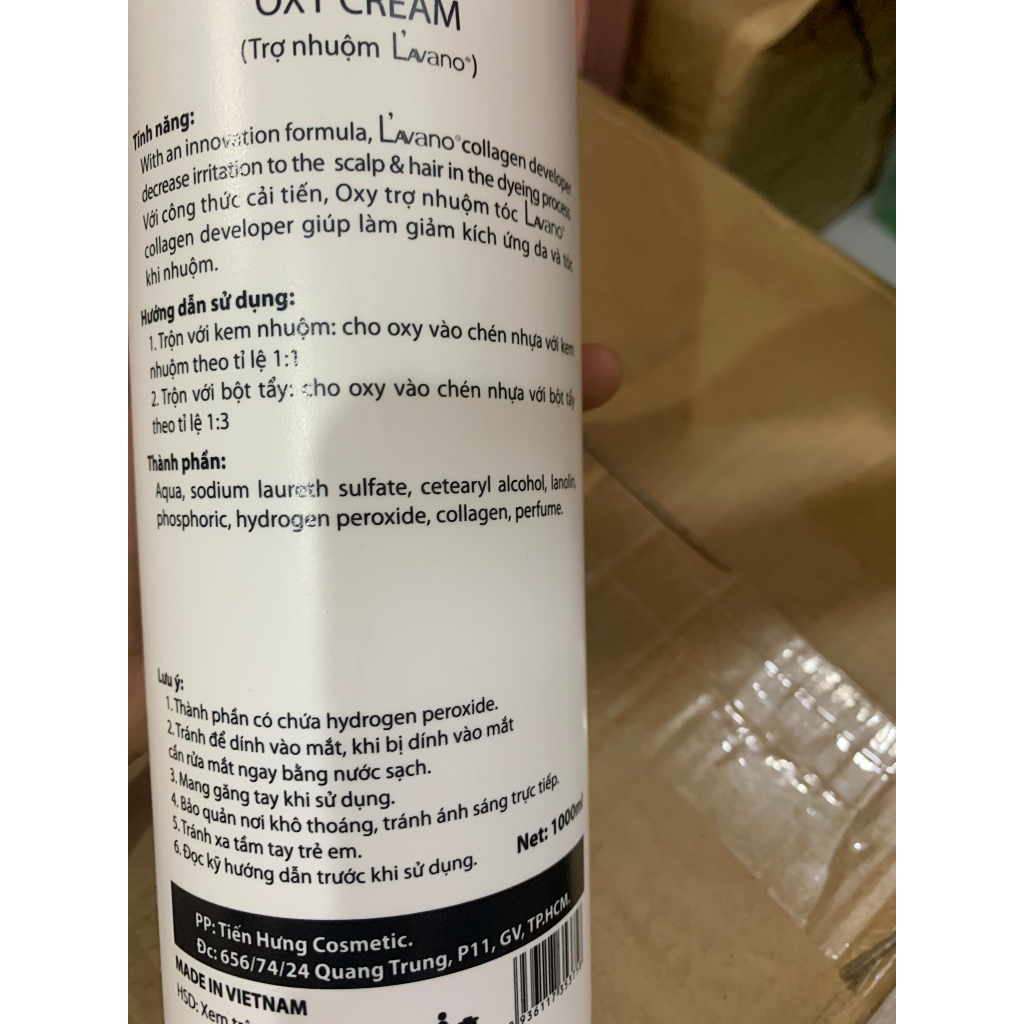 OXY CREAM
(Trợ nhuộm L'Avano®)
Tính năng:
With an innovation formula, L'Avano® collagen developer
decrease irritation to the scalp & hair in the dyeing process
Với công thức cải tiến, Oxy trợ nhuộm tóc L'Avano®
collagen developer giúp làm giảm kích ứng da và tóc
khi nhuộm.
Hướng dẫn sử dụng:
1. Trộn với kem nhuộm: cho oxy vào chén nhựa với kem
nhuộm theo tỉ lệ 1:1
2. Trộn với bột tẩy: cho oxy vào chén nhựa với bột tẩy
theo tỉ lệ 1:3
Thành phần:
Aqua, sodium laureth sulfate, cetearyl alcohol, lanolin,
phosphoric, hydrogen peroxide, collagen, perfume.
Lưu ý:
1. Thành phần có chứa hydrogen peroxide.
2. Tránh để dính vào mắt, khi bị dính vào mắt
cần rửa mắt ngay bằng nước sạch.
3. Mang găng tay khi sử dụng.
4. Bảo quản nơi khô thoáng, tránh ánh sáng trực tiếp.
5. Tránh xa tầm tay trẻ em.
6. Đọc kỹ hướng dẫn trước khi sử dụng.
Net: 1000ml
PP: Tiến Hưng Cosmetic.
Đc: 656/74/24 Quang Trung, P11, GV, TP.HCM.
MADE IN VIETNAM
HSD: Xem